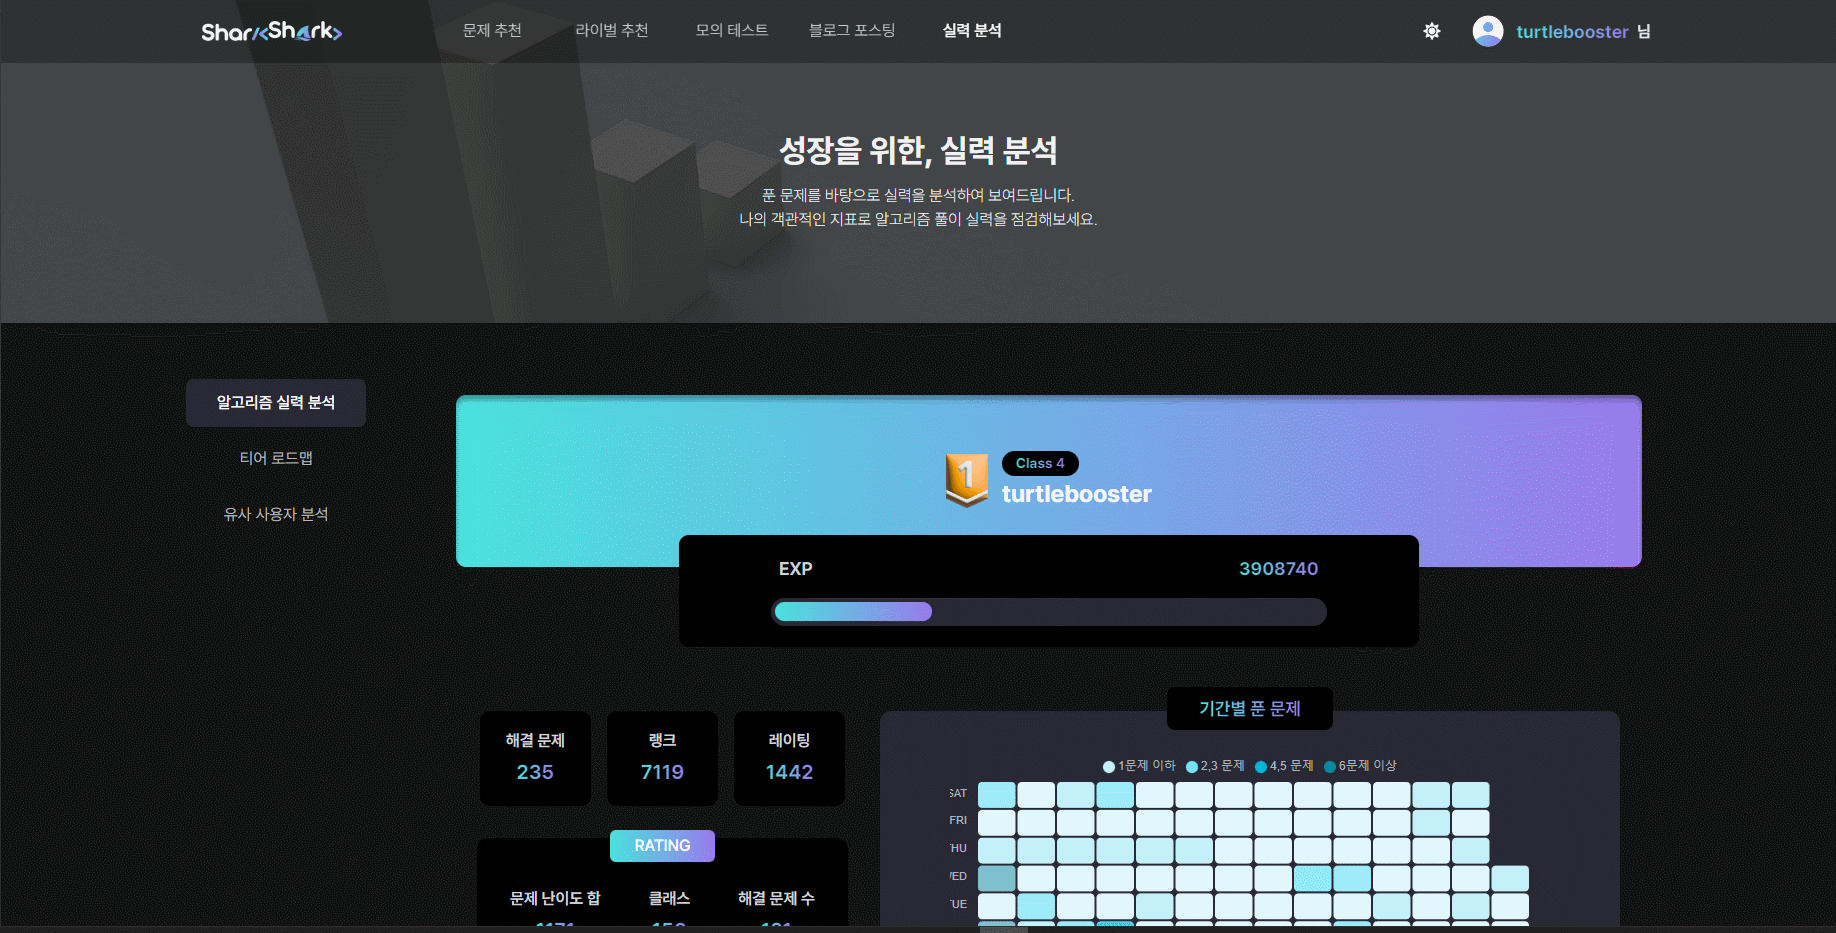 Shar<Shark>
문제 추천
라이벌 추천
모의 테스트
블로그 포스팅
실력 분석
turtlebooster 님
성장을 위한, 실력 분석
푼 문제를 바탕으로 실력을 분석하여 보여드립니다.
나의 객관적인 지표로 알고리즘 풀이 실력을 점검해보세요.
알고리즘 실력 분석
티어 로드맵
유사 사용자 분석
1
Class 4
turtlebooster
EXP
3908740
해결 문제
235
랭크
7119
레이팅
1442
RATING
문제 난이도 합
클래스
해결 문제 수
기간별 푼 문제
1문제 이하
2,3 문제
4,5 문제
6문제 이상
SAT
FRI
THU
WED
TUE